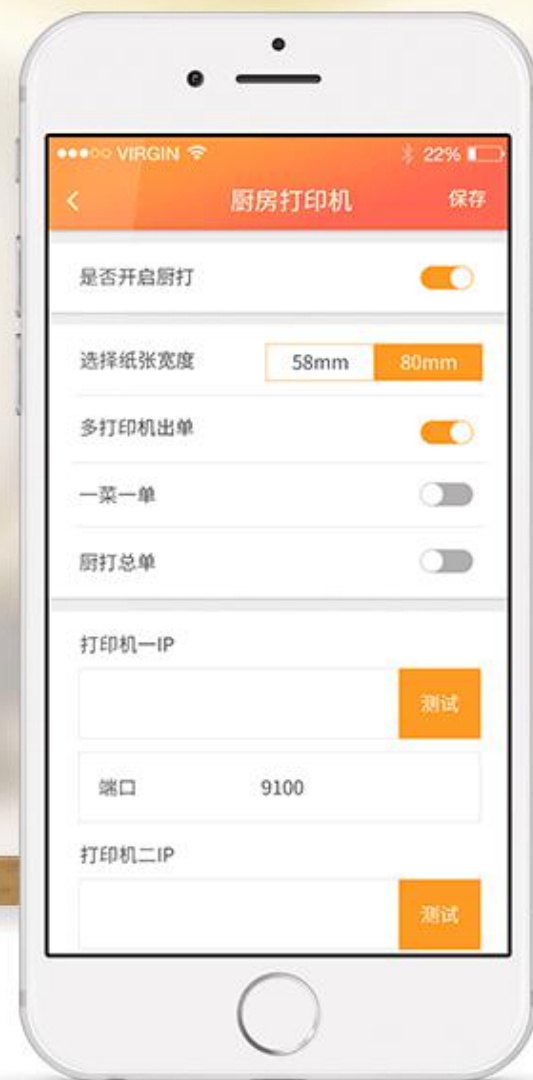 VIRGIN 22%
厨房打印机 保存
是否开启厨打
选择纸张宽度 58mm 80mm
多打印机出单
一菜一单
厨打总单
打印机一IP
测试
端口 9100
打印机二IP
测试